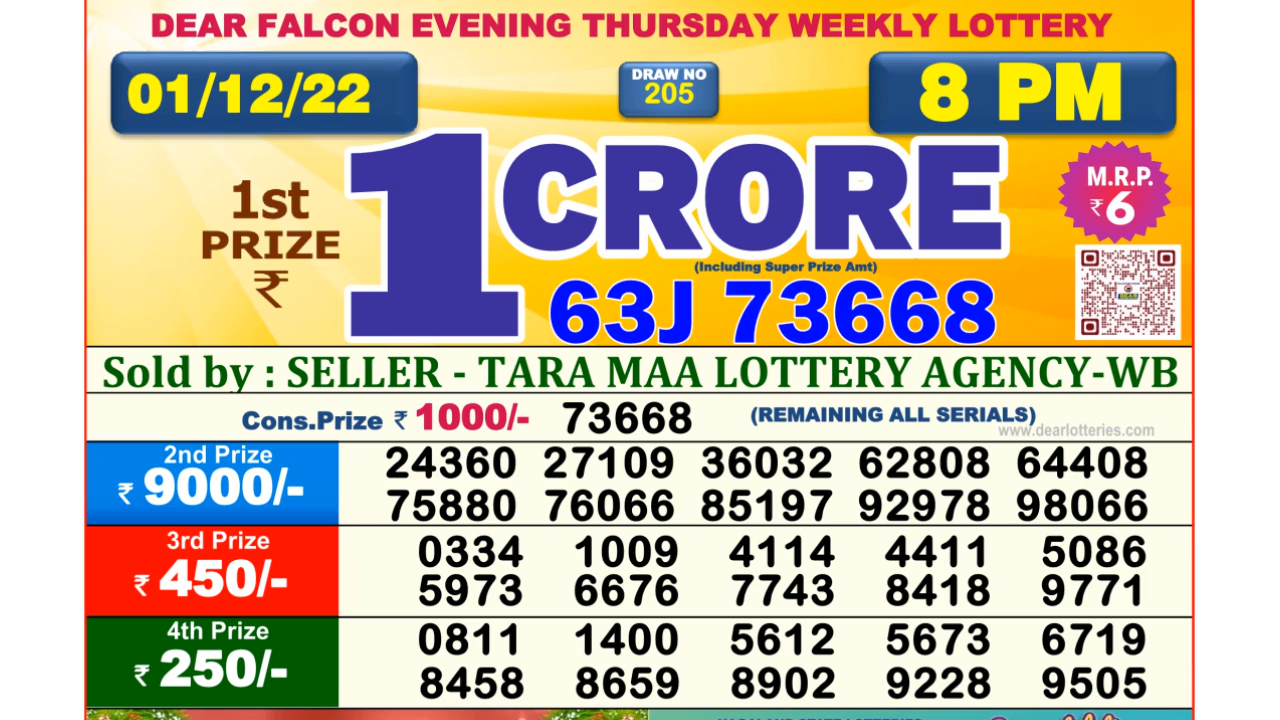 DEAR FALCON EVENING THURSDAY WEEKLY LOTTERY
01/12/22
DRAW NO
205
8 PM
1st
PRIZE
₹
1 CRORE
(Including Super Prize Amt)
M.R.P.
₹ 6
63J 73668
Sold by : SELLER - TARA MAA LOTTERY AGENCY-WB
Cons.Prize ₹ 1000/- 73668 (REMAINING ALL SERIALS)
www.dearlotteries.com
2nd Prize
₹ 9000/-
24360 27109 36032 62808 64408
75880 76066 85197 92978 98066
3rd Prize
₹ 450/-
0334 1009 4114 4411 5086
5973 6676 7743 8418 9771
4th Prize
₹ 250/-
0811 1400 5612 5673 6719
8458 8659 8902 9228 9505